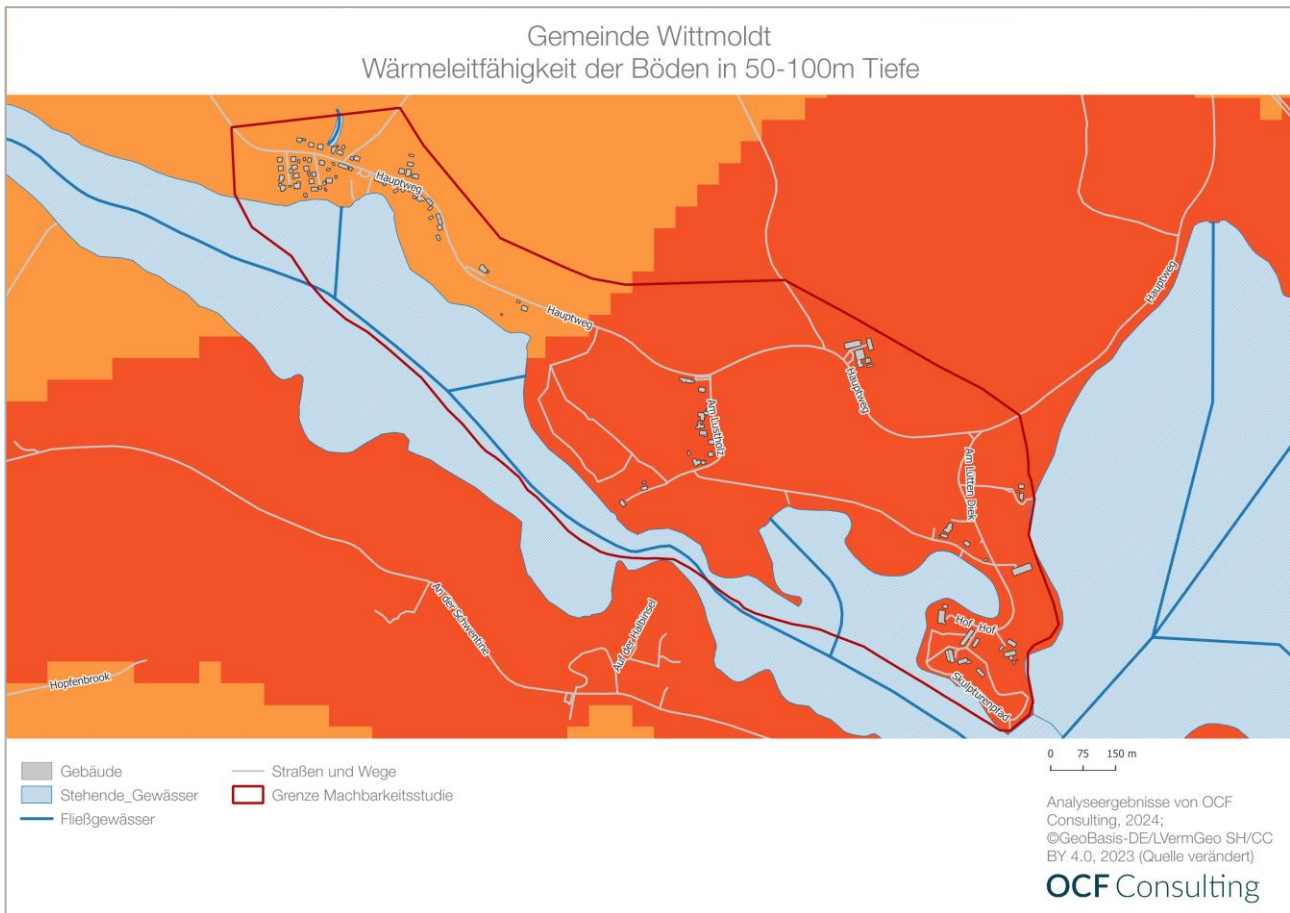 Gemeinde Wittmoldt
Wärmeleitfähigkeit der Böden in 50-100m Tiefe
Hauptweg
Hauptweg
Hauptweg
Hauptweg
Am Lustholz
Am Lütten Diek
An der Schwentine
Auf der Halbinsel
Hof
Hof
Skulpturenpfad
Hopfenbrook
Gebäude
Stehende_Gewässer
Fließgewässer
Straßen und Wege
Grenze Machbarkeitsstudie
0 75 150 m
Analyseergebnisse von OCF
Consulting, 2024;
©GeoBasis-DE/LVermGeo SH/CC
BY 4.0, 2023 (Quelle verändert)
OCF Consulting